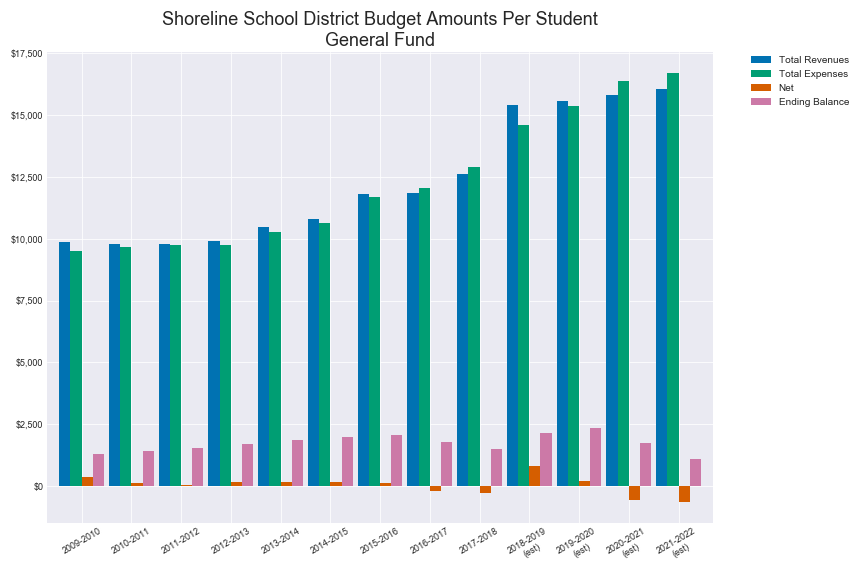 Shoreline School District Budget Amounts Per Student
General Fund
$17,500
$15,000
$12,500
$10,000
$7,500
$5,000
$2,500
$0
2009-2010
2010-2011
2011-2012
2012-2013
2013-2014
2014-2015
2015-2016
2016-2017
2017-2018
2018-2019
(est)
2019-2020
(est)
2020-2021
(est)
2021-2022
(est)
Total Revenues
Total Expenses
Net
Ending Balance